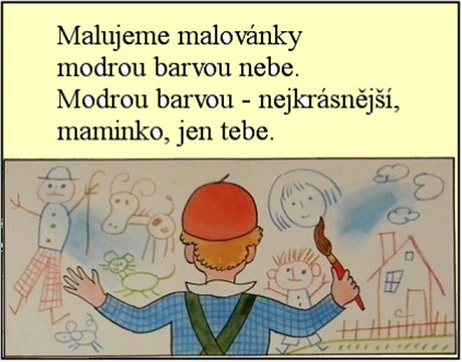 Malujeme malovánky
modrou barvou nebe.
Modrou barvou - nejkrásnější,
maminko, jen tebe.